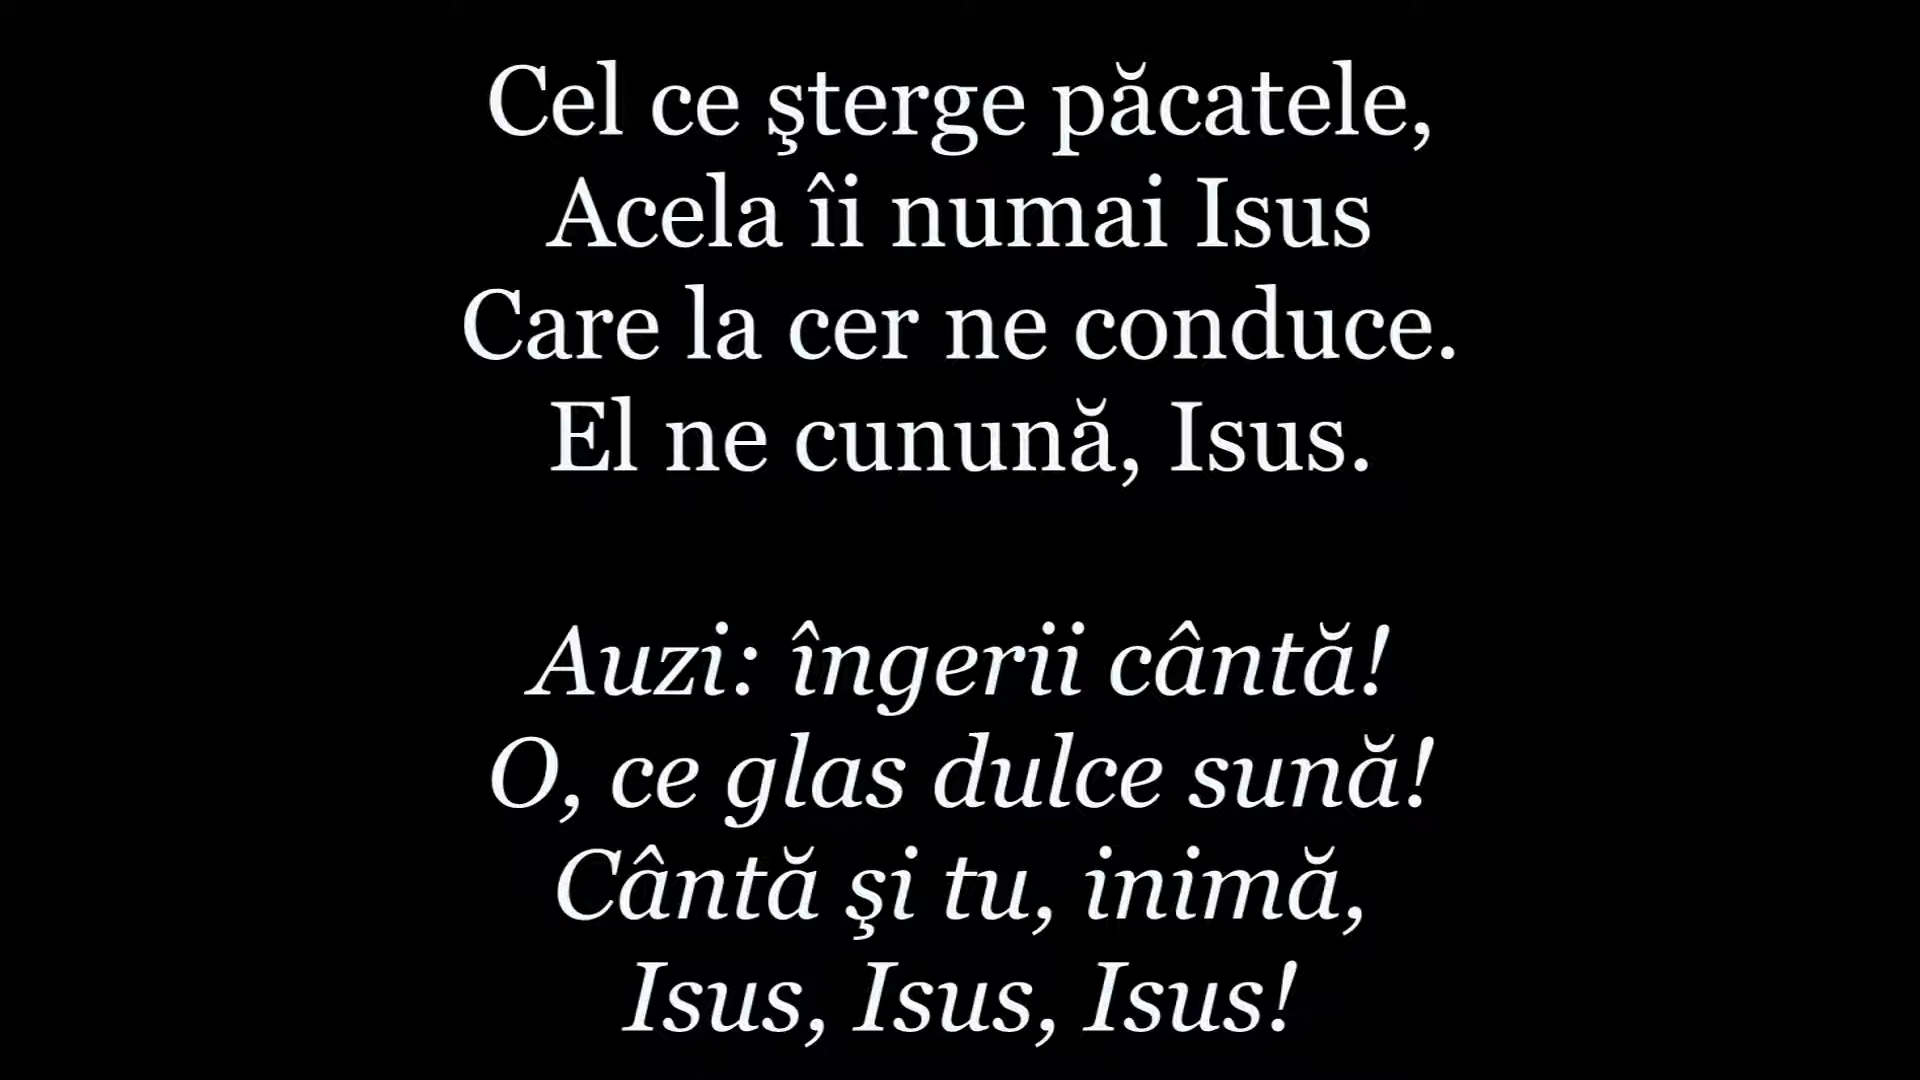 Cel ce şterge păcatele,
Acela îi numai Isus
Care la cer ne conduce.
El ne cunună, Isus.
Auzi: îngerii cântă!
O, ce glas dulce sună!
Cântă şi tu, inimă,
Isus, Isus, Isus!